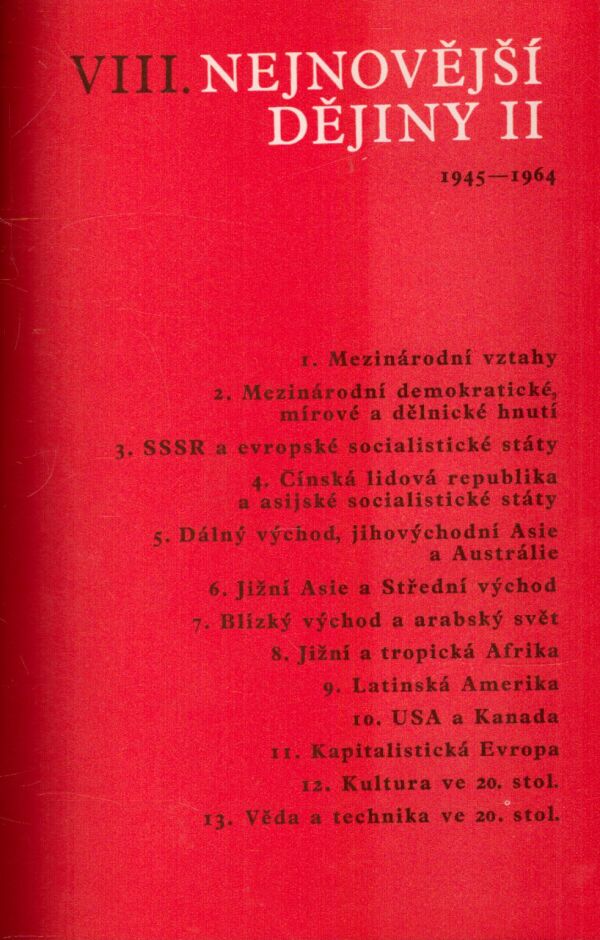 VIII. NEJNOVĚJŠÍ
DĚJINY II
1945—1964
1. Mezinárodní vztahy
2. Mezinárodní demokratické,
mírové a dělnické hnutí
3. SSSR a evropské socialistické státy
4. Čínská lidová republika
a asijské socialistické státy
5. Dálný východ, jihovýchodní Asie
a Austrálie
6. Jižní Asie a Střední východ
7. Blízký východ a arabský svět
8. Jižní a tropická Afrika
9. Latinská Amerika
10. USA a Kanada
11. Kapitalistická Evropa
12. Kultura ve 20. stol.
13. Věda a technika ve 20. stol.